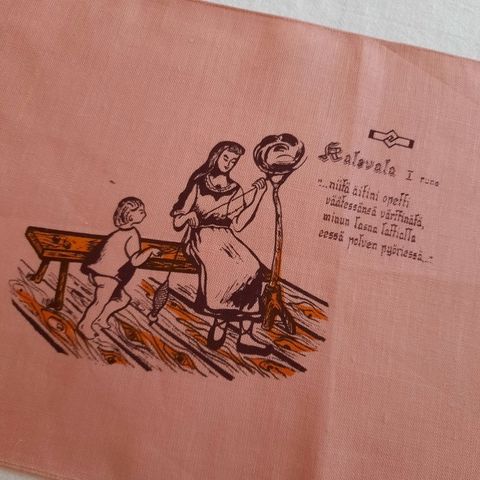 Kalevala I runo
"...niitä äitini opetti
väätessänsä värttinätä,
minun lasna lattialla
eessä polven pyöriessä..."